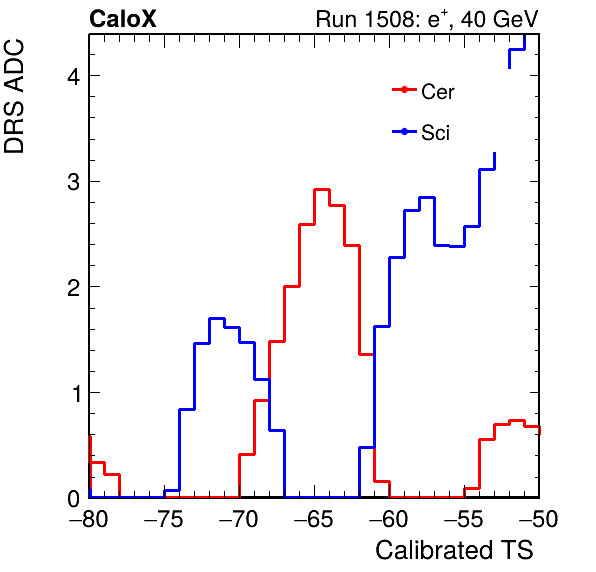 CaloX Run 1508: e⁺, 40 GeV
DRS ADC
Cer
Sci
4
3
2
1
0
−80 −75 −70 −65 −60 −55 −50
Calibrated TS